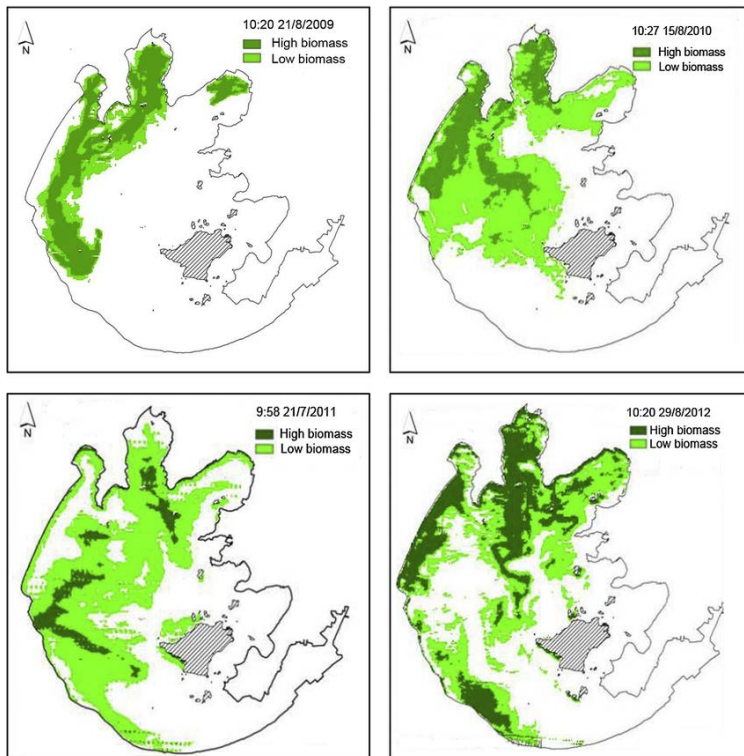 10:20 21/8/2009
High biomass
Low biomass
N
10:27 15/8/2010
High biomass
Low biomass
N
9:58 21/7/2011
High biomass
Low biomass
N
10:20 29/8/2012
High biomass
Low biomass
N